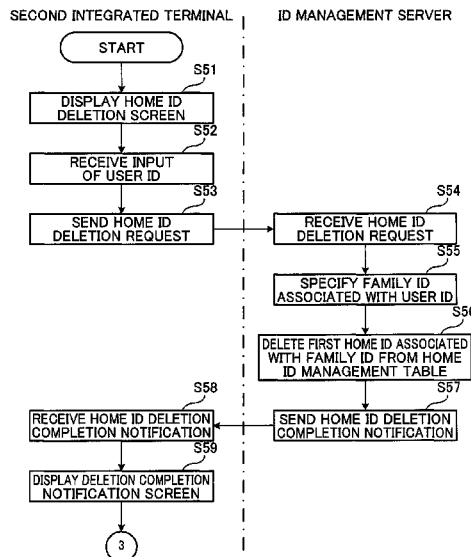 SECOND INTEGRATED TERMINAL
ID MANAGEMENT SERVER
START
S51
DISPLAY HOME ID
DELETION SCREEN
S52
RECEIVE INPUT
OF USER ID
S53
SEND HOME ID
DELETION REQUEST
S54
RECEIVE HOME ID
DELETION REQUEST
S55
SPECIFY FAMILY ID
ASSOCIATED WITH USER ID
S56
DELETE FIRST HOME ID ASSOCIATED
WITH FAMILY ID FROM HOME
ID MANAGEMENT TABLE
S57
SEND HOME ID DELETION
COMPLETION NOTIFICATION
S58
RECEIVE HOME ID DELETION
COMPLETION NOTIFICATION
S59
DISPLAY DELETION COMPLETION
NOTIFICATION SCREEN
3